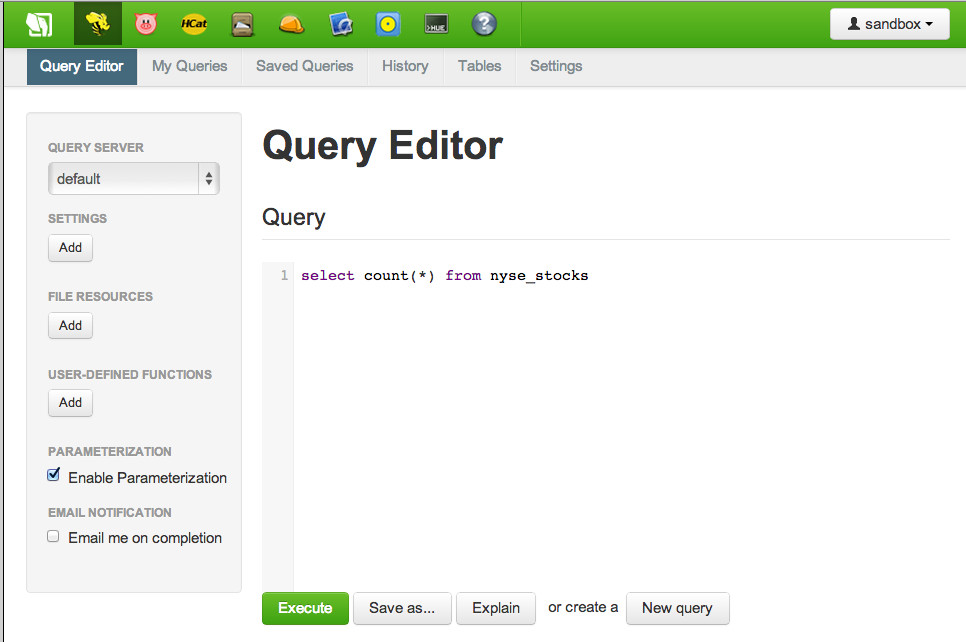 HCat
>HUE
?
sandbox
Query Editor My Queries Saved Queries History Tables Settings
QUERY SERVER
default
SETTINGS
Add
FILE RESOURCES
Add
USER-DEFINED FUNCTIONS
Add
PARAMETERIZATION
Enable Parameterization
EMAIL NOTIFICATION
Email me on completion
Query Editor
Query
1 select count(*) from nyse_stocks
Execute Save as... Explain or create a New query